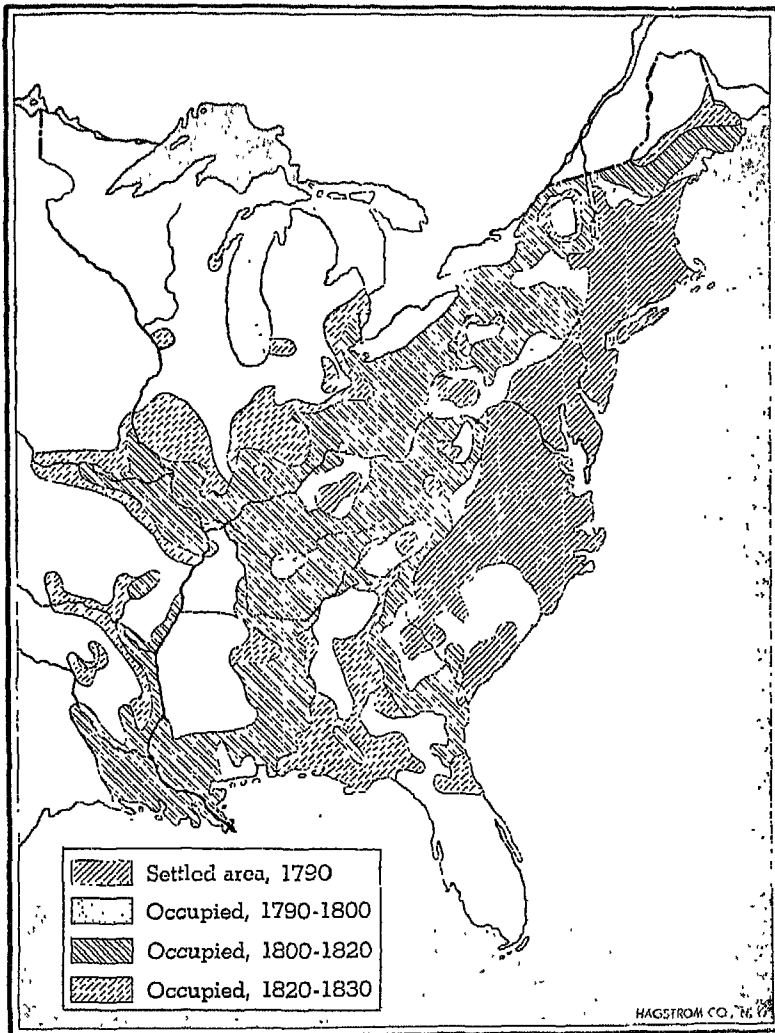 Settled area, 1790
Occupied, 1790-1800
Occupied, 1800-1820
Occupied, 1820-1830
HAGSTROM CO., N.Y.